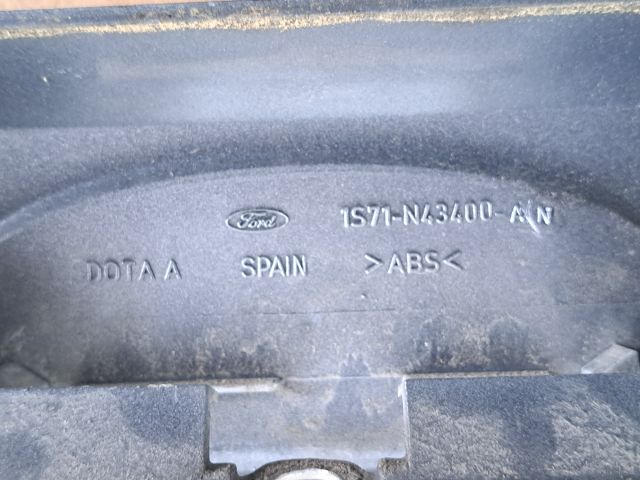 Ford 1S71-N43400-AN
DOTA A SPAIN >ABS<